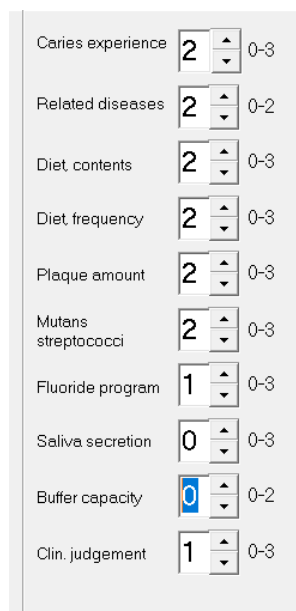 Caries experience 2 0-3
Related diseases 2 0-2
Diet, contents 2 0-3
Diet, frequency 2 0-3
Plaque amount 2 0-3
Mutans
streptococci 2 0-3
Fluoride program 1 0-3
Saliva secretion 0 0-3
Buffer capacity 0 0-2
Clin. judgement 1 0-3